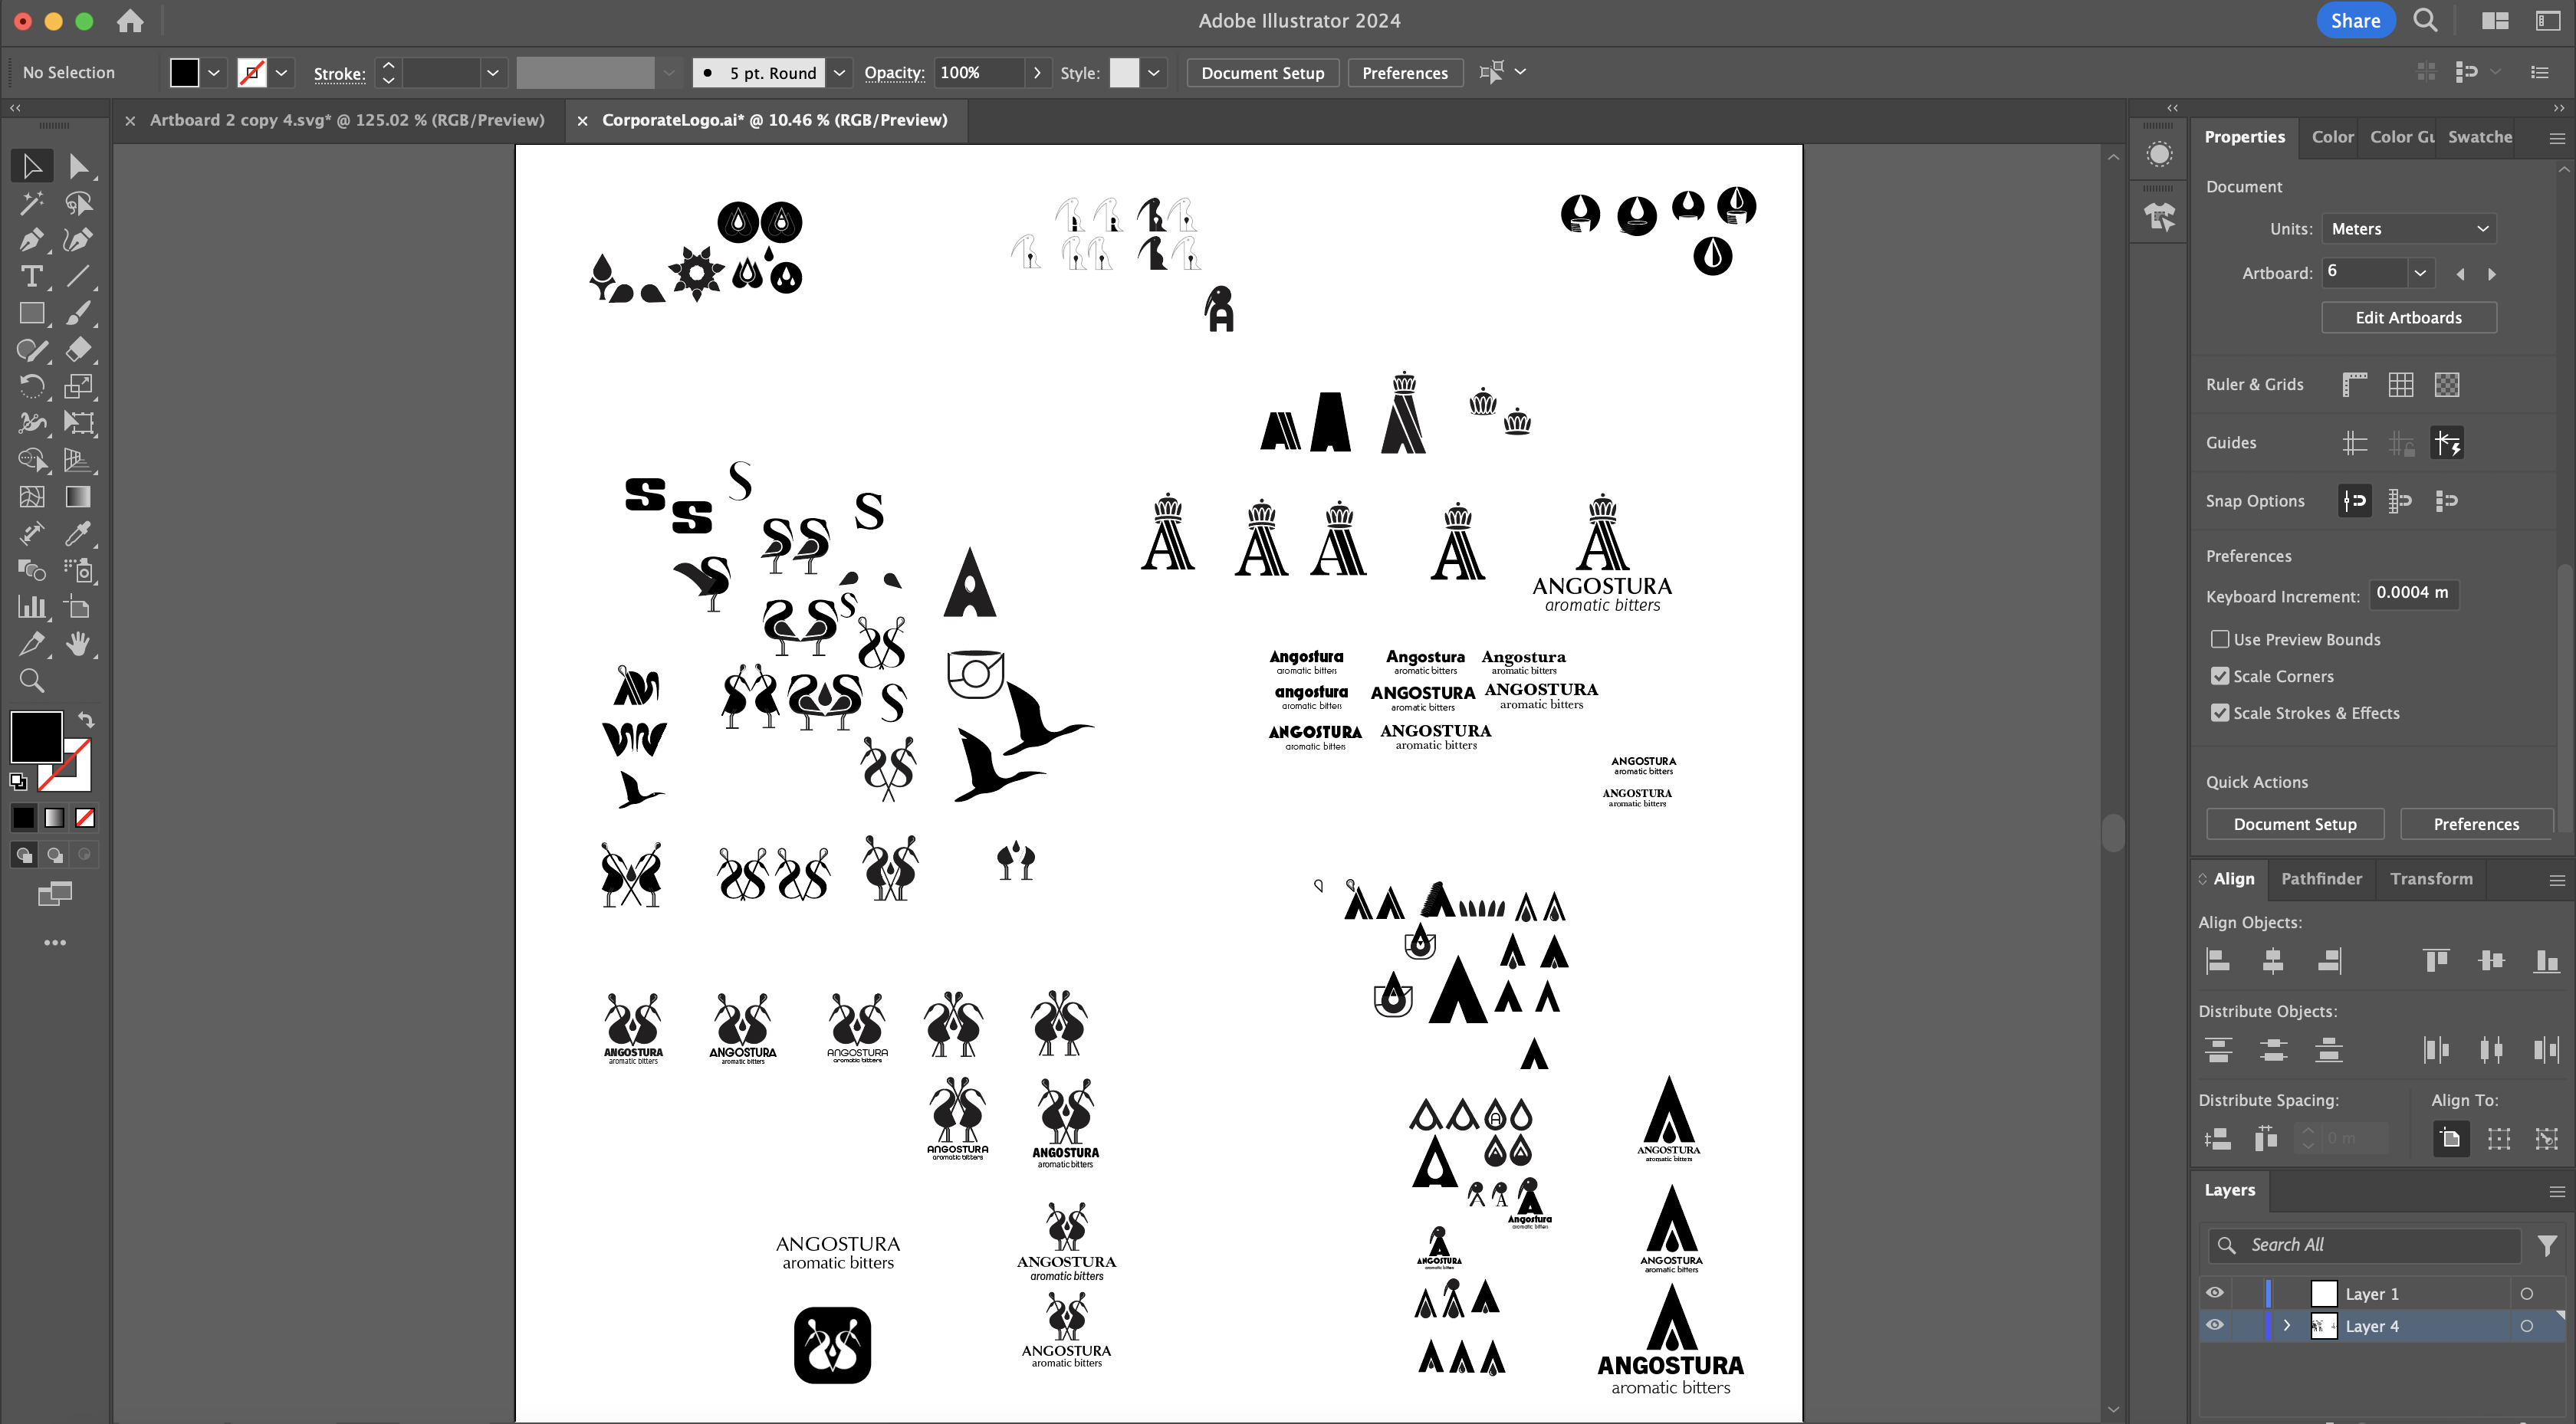 Adobe Illustrator 2024
Share
No Selection
Stroke:
5 pt. Round
Opacity:
100%
Style:
Document Setup
Preferences
Artboard 2 copy 4.svg* @ 125.02 % (RGB/Preview)
CorporateLogo.ai* @ 10.46 % (RGB/Preview)
Properties
Color
Color Gu
Swatche
Document
Units:
Meters
Artboard:
6
Edit Artboards
Ruler & Grids
Guides
Snap Options
Preferences
Keyboard Increment:
0.0004 m
Use Preview Bounds
Scale Corners
Scale Strokes & Effects
Quick Actions
Document Setup
Preferences
Align
Pathfinder
Transform
Align Objects:
Distribute Objects:
Distribute Spacing:
Align To:
0 m
Layers
Search All
Layer 1
Layer 4
A
S
S
S
S
SS
S
S
A
A
A
A
A
A
ANGOSTURA
aromatic bitters
Angostura
aromatic bitters
Angostura
aromatic bitters
Angostura
aromatic bitters
angostura
aromatic bitters
ANGOSTURA
aromatic bitters
ANGOSTURA
aromatic bitters
ANGOSTURA
aromatic bitters
ANGOSTURA
aromatic bitters
ANGOSTURA
aromatic bitters
ANGOSTURA
aromatic bitters
ANGOSTURA
aromatic bitters
ANGOSTURA
aromatic bitters
ANGOSTURA
aromatic bitters
ANGOSTURA
aromatic bitters
ANGOSTURA
aromatic bitters
ANGOSTURA
aromatic bitters
ANGOSTURA
aromatic bitters
ANGOSTURA
aromatic bitters
ANGOSTURA
aromatic bitters
Angostura
aromatic bitters
ANGOSTURA
aromatic bitters
ANGOSTURA
aromatic bitters
ANGOSTURA
aromatic bitters